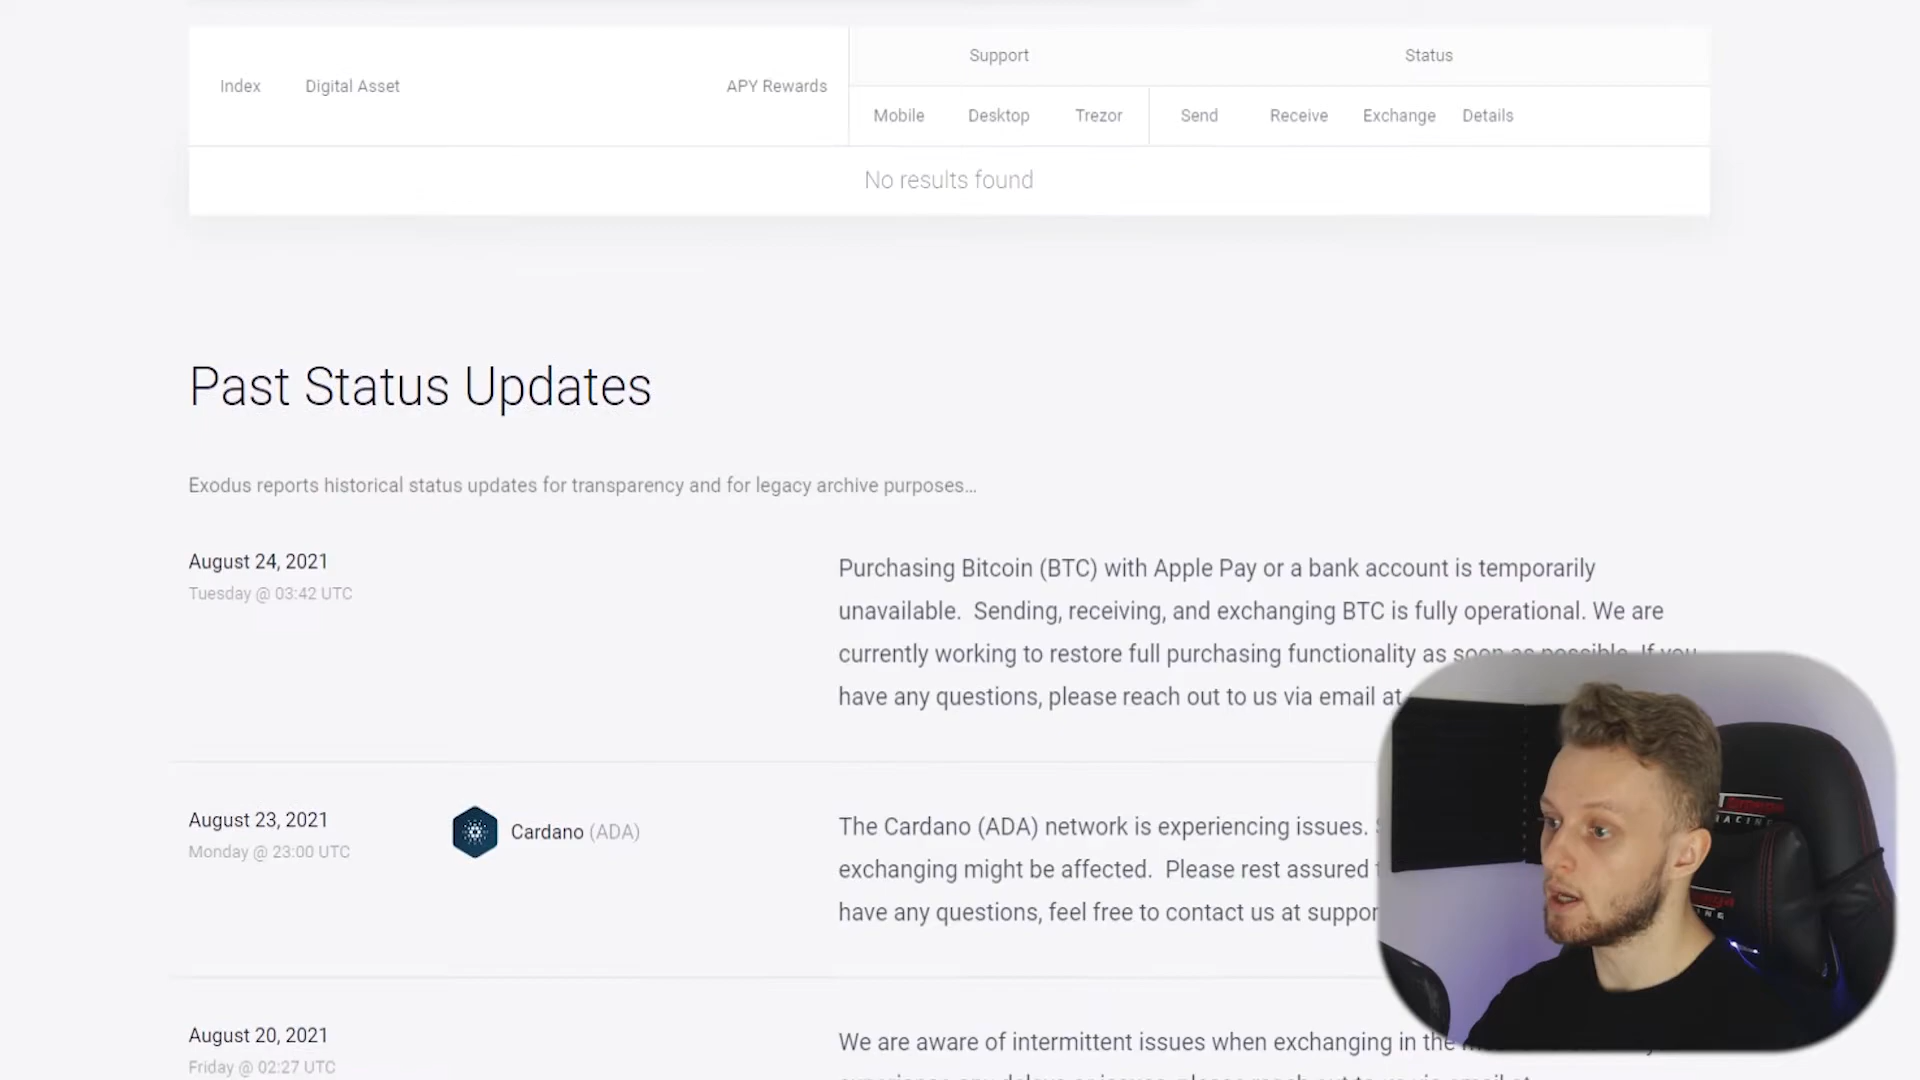 Support
Status
Index
Digital Asset
APY Rewards
Mobile
Desktop
Trezor
Send
Receive
Exchange
Details
No results found
Past Status Updates
Exodus reports historical status updates for transparency and for legacy archive purposes...
August 24, 2021
Tuesday @ 03:42 UTC
Purchasing Bitcoin (BTC) with Apple Pay or a bank account is temporarily
unavailable. Sending, receiving, and exchanging BTC is fully operational. We are
currently working to restore full purchasing functionality as soon as possible. If you
have any questions, please reach out to us via email at
August 23, 2021
Monday @ 23:00 UTC
Cardano (ADA)
The Cardano (ADA) network is experiencing issues.
exchanging might be affected. Please rest assured
have any questions, feel free to contact us at
August 20, 2021
Friday @ 02:27 UTC
We are aware of intermittent issues when exchanging in the
RACING